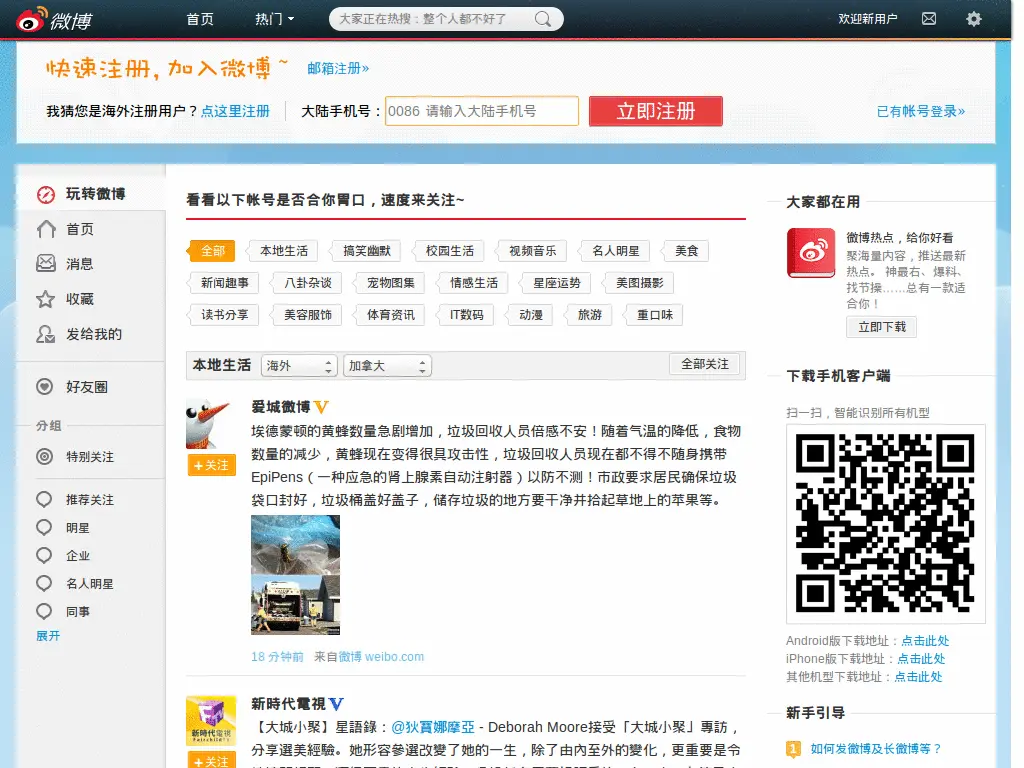 微博
首页
热门
大家正在热搜：整个人都不好了
欢迎新用户
快速注册, 加入微博~
邮箱注册»
我猜您是海外注册用户？点这里注册
大陆手机号：
0086 请输入大陆手机号
立即注册
已有帐号登录»
玩转微博
首页
消息
收藏
发给我的
好友圈
分组
特别关注
推荐关注
明星
企业
名人明星
同事
展开
看看以下帐号是否合你胃口，速度来关注~
全部 本地生活 搞笑幽默 校园生活 视频音乐 名人明星 美食
新闻趣事 八卦杂谈 宠物图集 情感生活 星座运势 美图摄影
读书分享 美容服饰 体育资讯 IT数码 动漫 旅游 重口味
本地生活 海外 加拿大 全部关注
爱城微博V
埃德蒙顿的黄蜂数量急剧增加，垃圾回收人员倍感不安！随着气温的降低，食物
数量的减少，黄蜂现在变得很具攻击性，垃圾回收人员现在都不得不随身携带
EpiPens（一种应急的肾上腺素自动注射器）以防不测！市政要求居民确保垃圾
袋口封好，垃圾桶盖好盖子，储存垃圾的地方要干净并拾起草地上的苹果等。
+关注
18 分钟前 来自微博 weibo.com
新時代電視V
【大城小聚】星語錄：@狄寶娜摩亞 - Deborah Moore接受「大城小聚」專訪，
分享選美經驗。她形容參選改變了她的一生，除了由內至外的變化，更重要是令
新時代電視
+关注
大家都在用
微博热点，给你好看
聚海量内容，推送最新
热点。 神最右、爆料、
找节操……总有一款适
合你！
立即下载
下载手机客户端
扫一扫，智能识别所有机型
Android版下载地址：点击此处
iPhone版下载地址：点击此处
其他机型下载地址：点击此处
新手引导
1 如何发微博及长微博等？